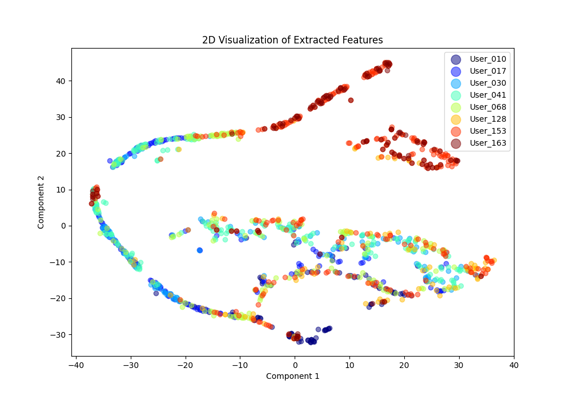 2D Visualization of Extracted Features
User_010
User_017
User_030
User_041
User_068
User_128
User_153
User_163
Component 2
40
30
20
10
0
−10
−20
−30
−40 −30 −20 −10 0 10 20 30 40
Component 1